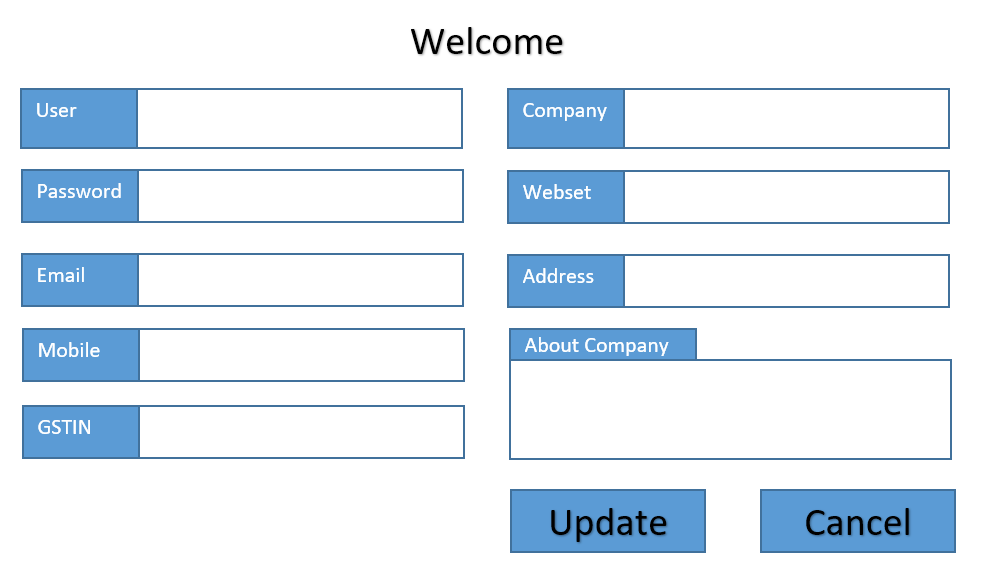 Welcome
User
Password
Email
Mobile
GSTIN
Company
Webset
Address
About Company
Update
Cancel